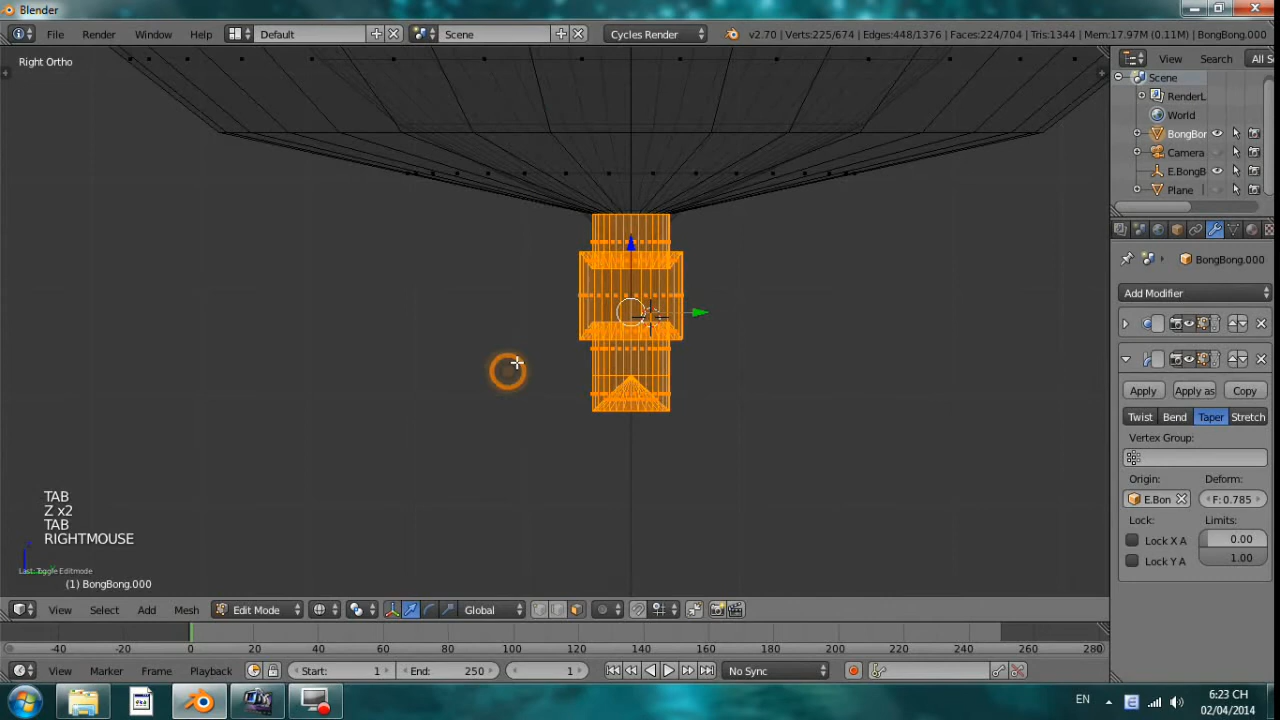 Blender
File Render Window Help Default Scene Cycles Render v2.70 | Verts:225/674 | Edges:448/1376 | Faces:224/704 | Tris:1344 | Mem:17.97M (0.11M) | BongBong.000
Right Ortho
View Search All S
Scene
RenderL
World
BongBor
Camera
E.BongB
Plane
BongBong.000
Add Modifier
Apply Apply as Copy
Twist Bend Taper Stretch
Vertex Group:
Origin: Deform:
E.Bon F: 0.785
Lock: Limits:
Lock X A 0.00
Lock Y A 1.00
TAB
Z x2
TAB
RIGHTMOUSE
Last: Toggle Editmode
(1) BongBong.000
View Select Add Mesh Edit Mode Global
-40 -20 0 20 40 60 80 100 120 140 160 180 200 220 240 260 280
View Marker Frame Playback Start: 1 End: 250 1 No Sync
EN 6:23 CH
02/04/2014